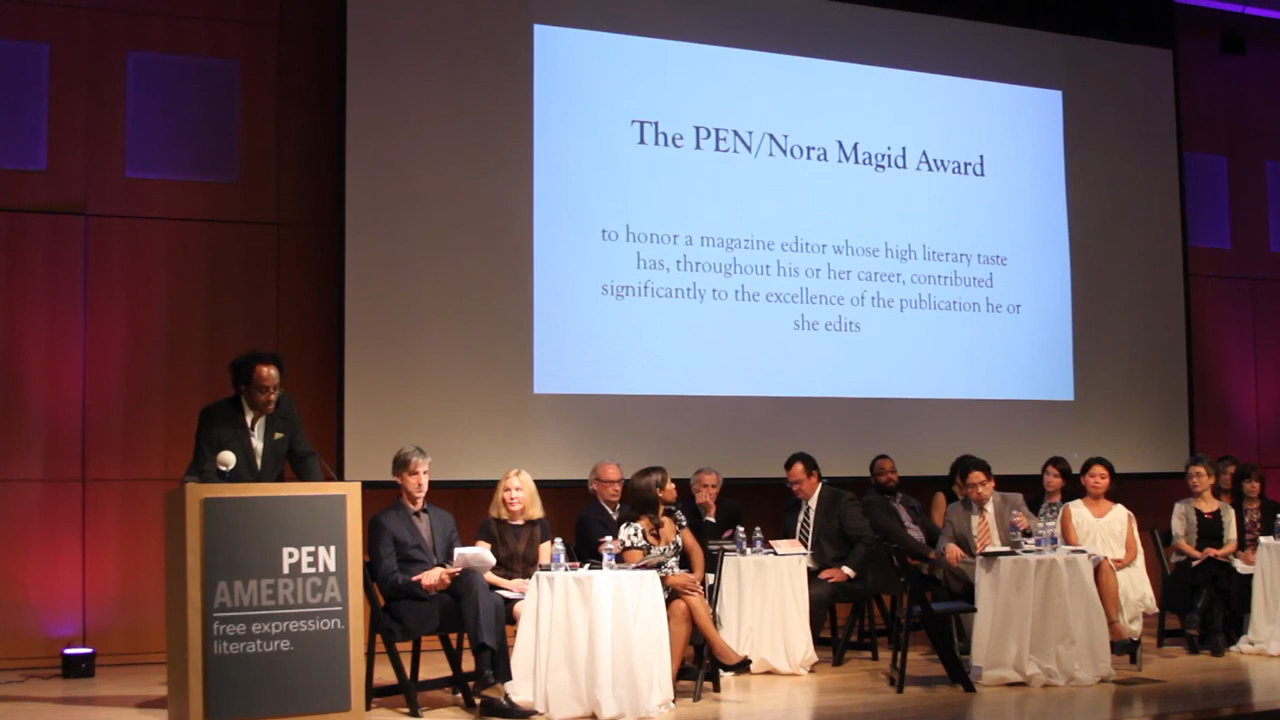 The PEN/Nora Magid Award
to honor a magazine editor whose high literary taste
has, throughout his or her career, contributed
significantly to the excellence of the publication he or
she edits
PEN
AMERICA
free expression.
literature.